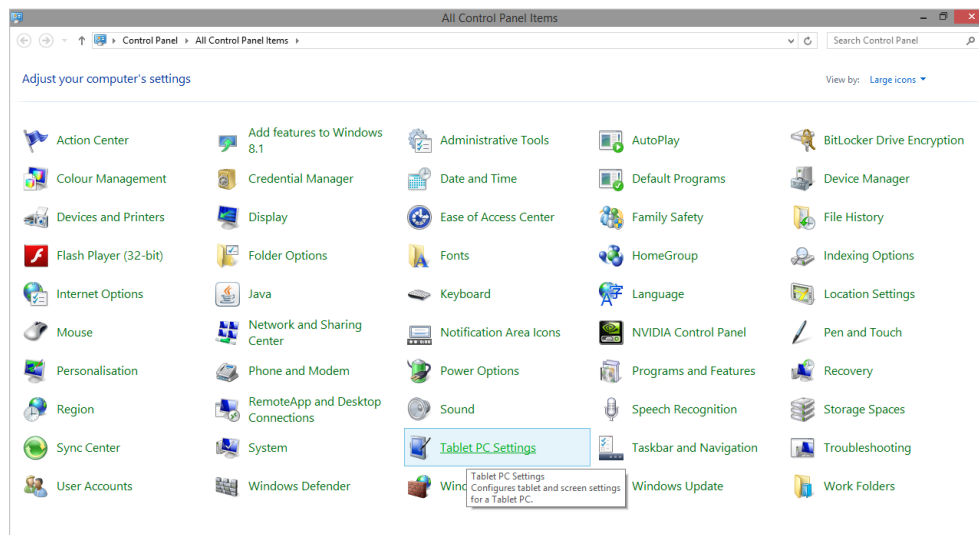 All Control Panel Items
Control Panel All Control Panel Items Search Control Panel
Adjust your computer's settings View by: Large icons
Action Center Add features to Windows 8.1 Administrative Tools AutoPlay BitLocker Drive Encryption
Colour Management Credential Manager Date and Time Default Programs Device Manager
Devices and Printers Display Ease of Access Center Family Safety File History
Flash Player (32-bit) Folder Options Fonts HomeGroup Indexing Options
Internet Options Java Keyboard Language Location Settings
Mouse Network and Sharing Center Notification Area Icons NVIDIA Control Panel Pen and Touch
Personalisation Phone and Modem Power Options Programs and Features Recovery
Region RemoteApp and Desktop Connections Sound Speech Recognition Storage Spaces
Sync Center System Tablet PC Settings Taskbar and Navigation Troubleshooting
User Accounts Windows Defender Windows Update Work Folders
Tablet PC Settings
Configures tablet and screen settings
for a Tablet PC.